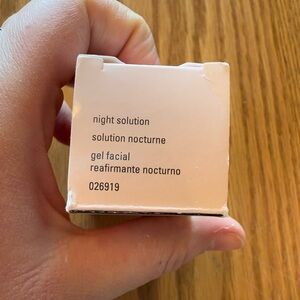 night solution
solution nocturne
gel facial
reafirmante nocturno
026919